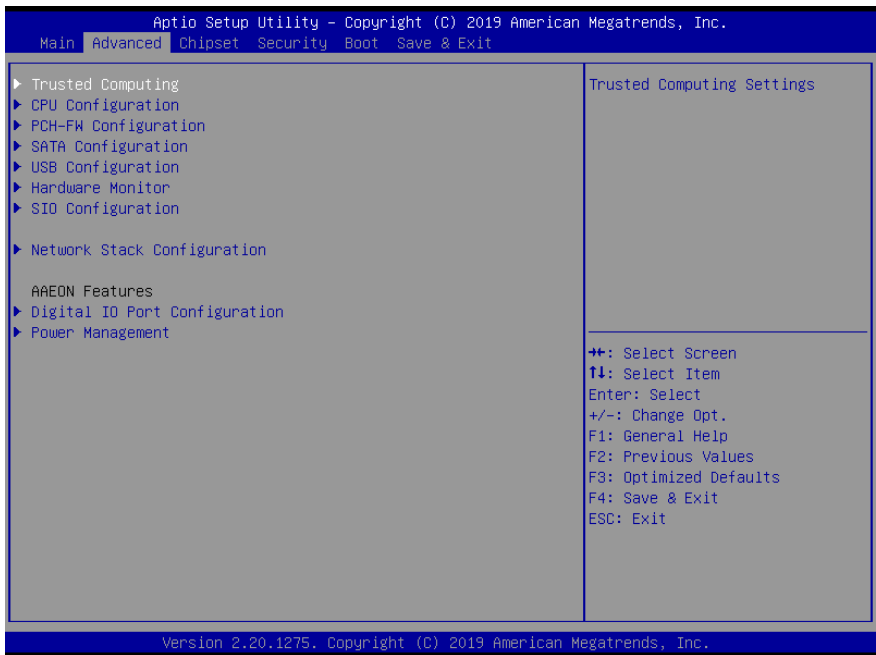 Aptio Setup Utility – Copyright (C) 2019 American Megatrends, Inc.
Main Advanced Chipset Security Boot Save & Exit
Trusted Computing
CPU Configuration
PCH-FW Configuration
SATA Configuration
USB Configuration
Hardware Monitor
SIO Configuration
Network Stack Configuration
AAEON Features
Digital IO Port Configuration
Power Management
Trusted Computing Settings
→←: Select Screen
↑↓: Select Item
Enter: Select
+/-: Change Opt.
F1: General Help
F2: Previous Values
F3: Optimized Defaults
F4: Save & Exit
ESC: Exit
Version 2.20.1275. Copyright (C) 2019 American Megatrends, Inc.